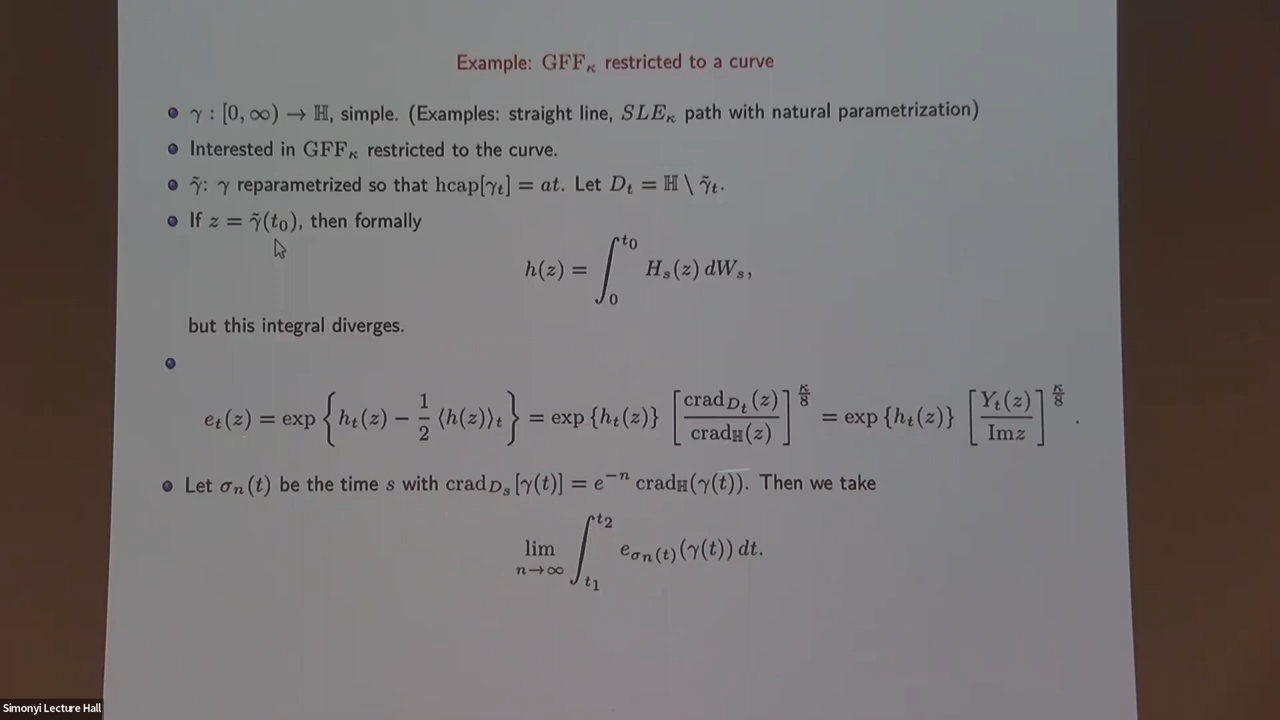 Example: GFF_κ restricted to a curve
• γ : [0, ∞) → ℍ, simple. (Examples: straight line, SLE_κ path with natural parametrization)
• Interested in GFF_κ restricted to the curve.
• γ̃: γ reparametrized so that hcap[γ_t] = at. Let D_t = ℍ \ γ̃_t.
• If z = γ̃(t_0), then formally
h(z) = ∫_0^{t_0} H_s(z) dW_s,
but this integral diverges.
•
e_t(z) = exp { h_t(z) − 1/2 ⟨h(z)⟩_t } = exp {h_t(z)} [ crad_{D_t}(z) / crad_ℍ(z) ]^{κ/8} = exp {h_t(z)} [ Y_t(z) / Imz ]^{κ/8} .
• Let σ_n(t) be the time s with crad_{D_s}[γ(t)] = e^{−n} crad_ℍ(γ(t)). Then we take
lim_{n→∞} ∫_{t_1}^{t_2} e_{σ_n(t)}(γ(t)) dt.
Simonyi Lecture Hall